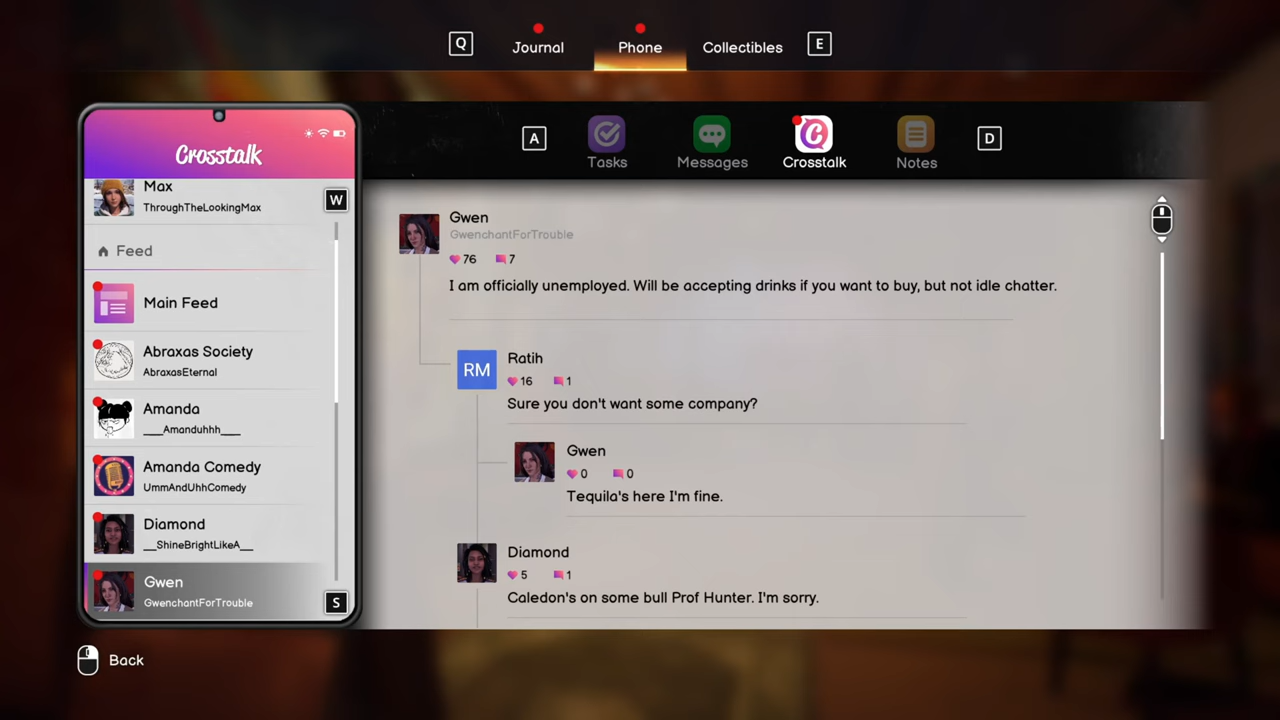 Q
Journal
Phone
Collectibles
E
Crosstalk
Max
ThroughTheLookingMax
W
Feed
Main Feed
Abraxas Society
AbraxasEternal
Amanda
___Amanduhhh___
Amanda Comedy
UmmAndUhhComedy
Diamond
__ShineBrightLikeA__
Gwen
GwenchantForTrouble
S
A
Tasks
Messages
Crosstalk
Notes
D
Gwen
GwenchantForTrouble
76 7
I am officially unemployed. Will be accepting drinks if you want to buy, but not idle chatter.
RM
Ratih
16 1
Sure you don't want some company?
Gwen
0 0
Tequila's here I'm fine.
Diamond
5 1
Caledon's on some bull Prof Hunter. I'm sorry.
Back